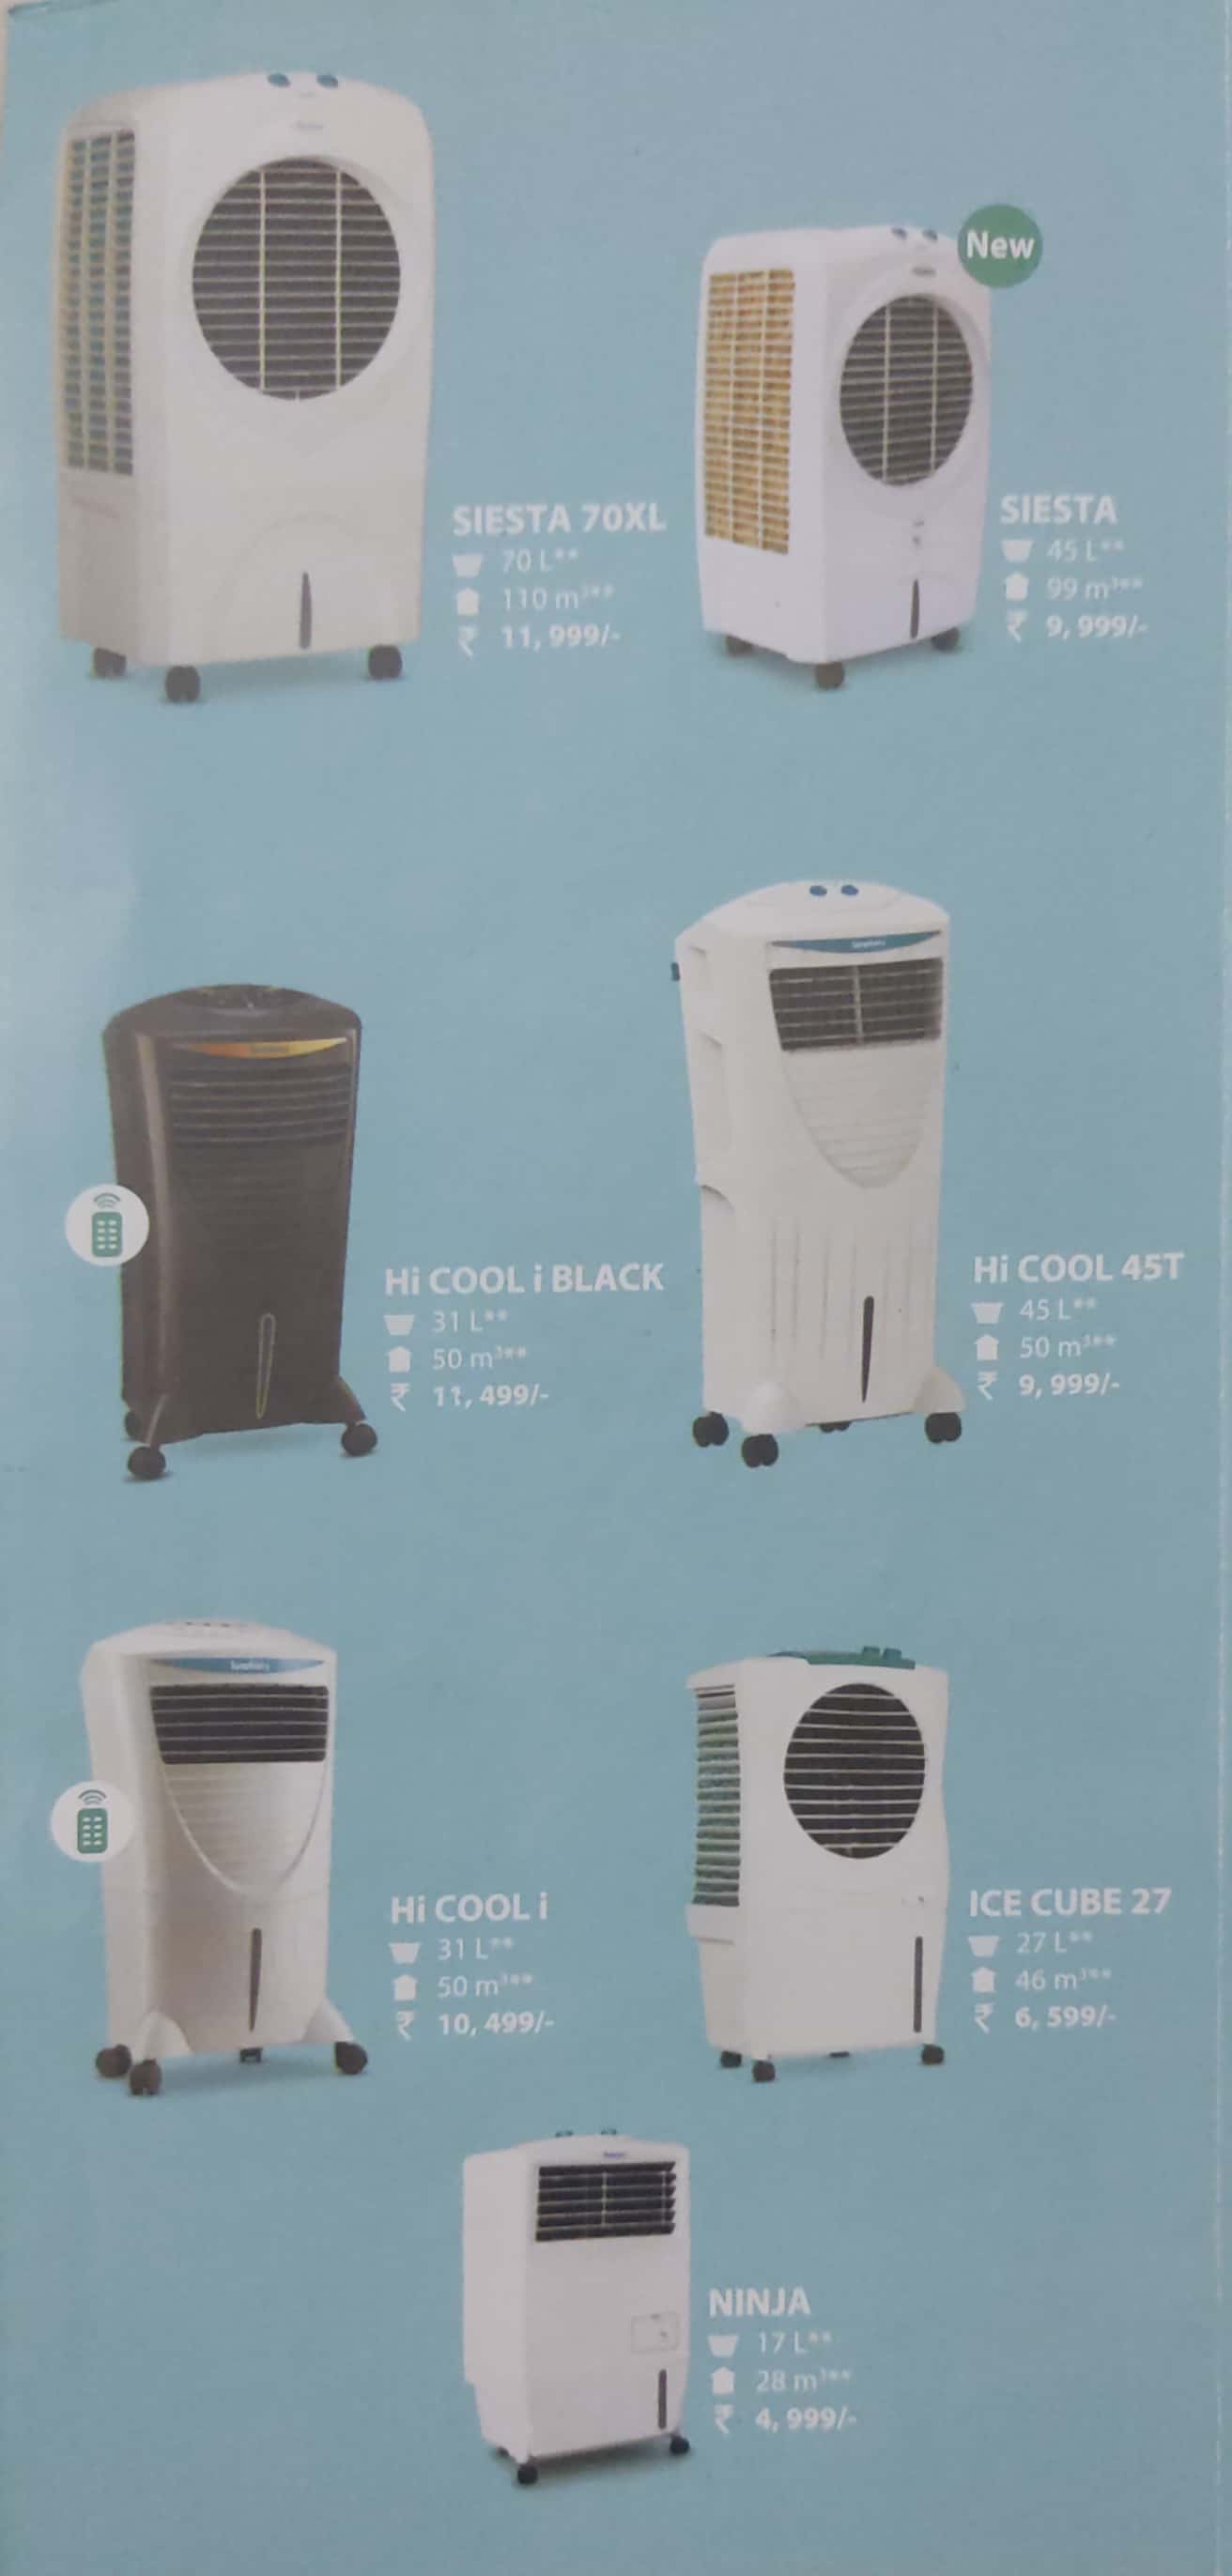 New
SIESTA 70XL
70 L**
110 m³**
₹ 11, 999/-
SIESTA
45 L**
99 m³**
₹ 9, 999/-
Hi COOL i BLACK
31 L**
50 m³**
₹ 11, 499/-
Hi COOL 45T
45 L**
50 m³**
₹ 9, 999/-
Symphony
Hi COOL i
31 L**
50 m³**
₹ 10, 499/-
ICE CUBE 27
27 L**
46 m³**
₹ 6, 599/-
NINJA
17 L**
28 m³**
₹ 4, 999/-